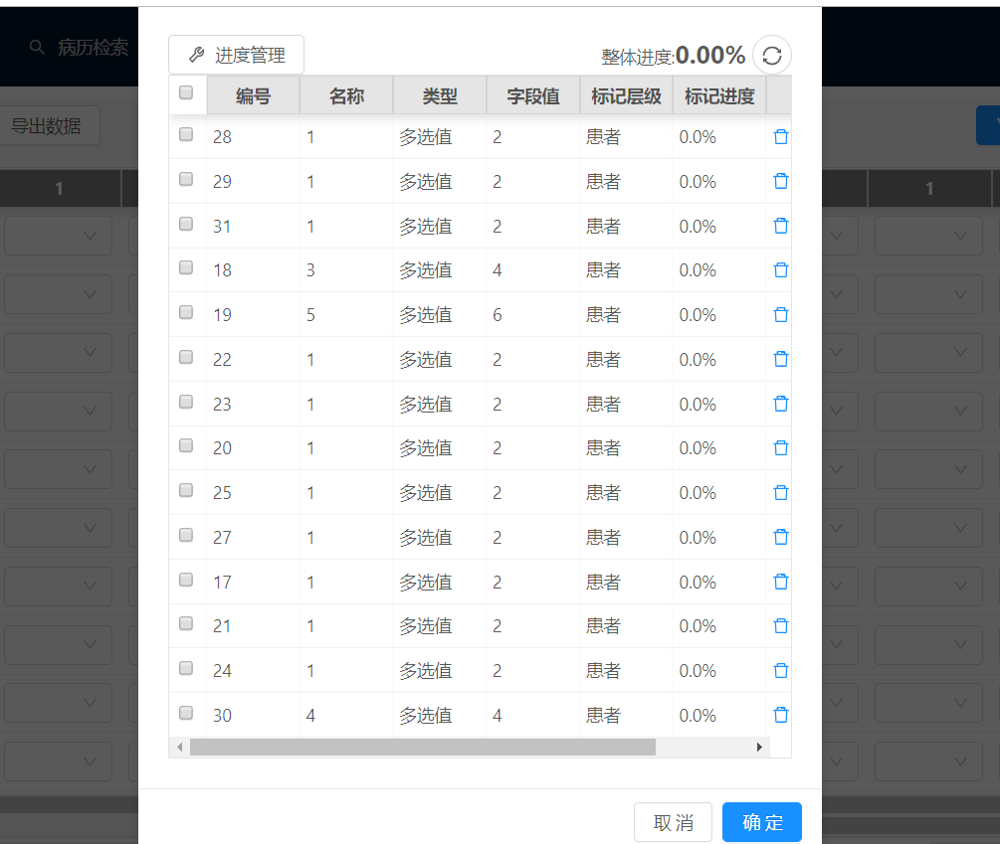 病历检索
进度管理
整体进度:0.00%
导出数据
编号 名称 类型 字段值 标记层级 标记进度
1
1
28 1 多选值 2 患者 0.0%
29 1 多选值 2 患者 0.0%
31 1 多选值 2 患者 0.0%
18 3 多选值 4 患者 0.0%
19 5 多选值 6 患者 0.0%
22 1 多选值 2 患者 0.0%
23 1 多选值 2 患者 0.0%
20 1 多选值 2 患者 0.0%
25 1 多选值 2 患者 0.0%
27 1 多选值 2 患者 0.0%
17 1 多选值 2 患者 0.0%
21 1 多选值 2 患者 0.0%
24 1 多选值 2 患者 0.0%
30 4 多选值 4 患者 0.0%
取消 确定